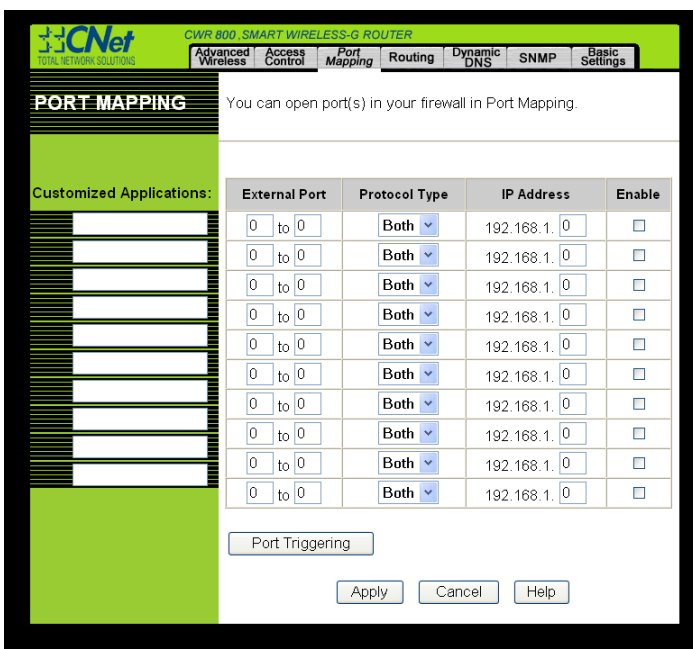 CNet
TOTAL NETWORK SOLUTIONS
CWR 800 ,SMART WIRELESS-G ROUTER
Advanced Wireless Access Control Port Mapping Routing Dynamic DNS SNMP Basic Settings
PORT MAPPING
You can open port(s) in your firewall in Port Mapping.
Customized Applications: External Port Protocol Type IP Address Enable
0 to 0 Both 192.168.1. 0
0 to 0 Both 192.168.1. 0
0 to 0 Both 192.168.1. 0
0 to 0 Both 192.168.1. 0
0 to 0 Both 192.168.1. 0
0 to 0 Both 192.168.1. 0
0 to 0 Both 192.168.1. 0
0 to 0 Both 192.168.1. 0
0 to 0 Both 192.168.1. 0
0 to 0 Both 192.168.1. 0
Port Triggering
Apply Cancel Help